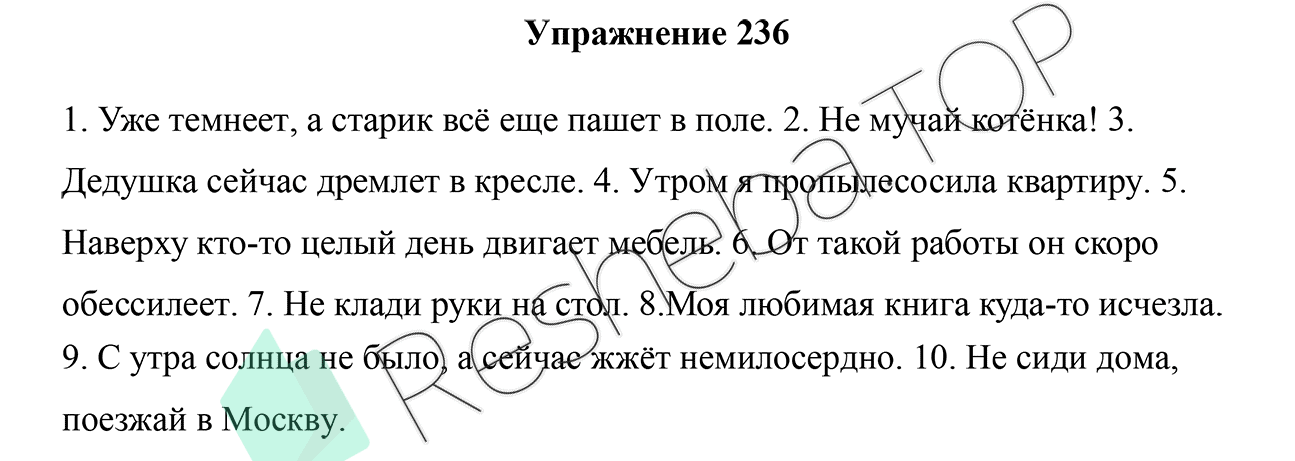 Упражнение 236
1. Уже темнеет, а старик всё еще пашет в поле. 2. Не мучай котёнка! 3.
Дедушка сейчас дремлет в кресле. 4. Утром я пропылесосила квартиру. 5.
Наверху кто-то целый день двигает мебель. 6. От такой работы он скоро
обессилеет. 7. Не клади руки на стол. 8.Моя любимая книга куда-то исчезла.
9. С утра солнца не было, а сейчас жжёт немилосердно. 10. Не сиди дома,
поезжай в Москву.
Resheba TOP